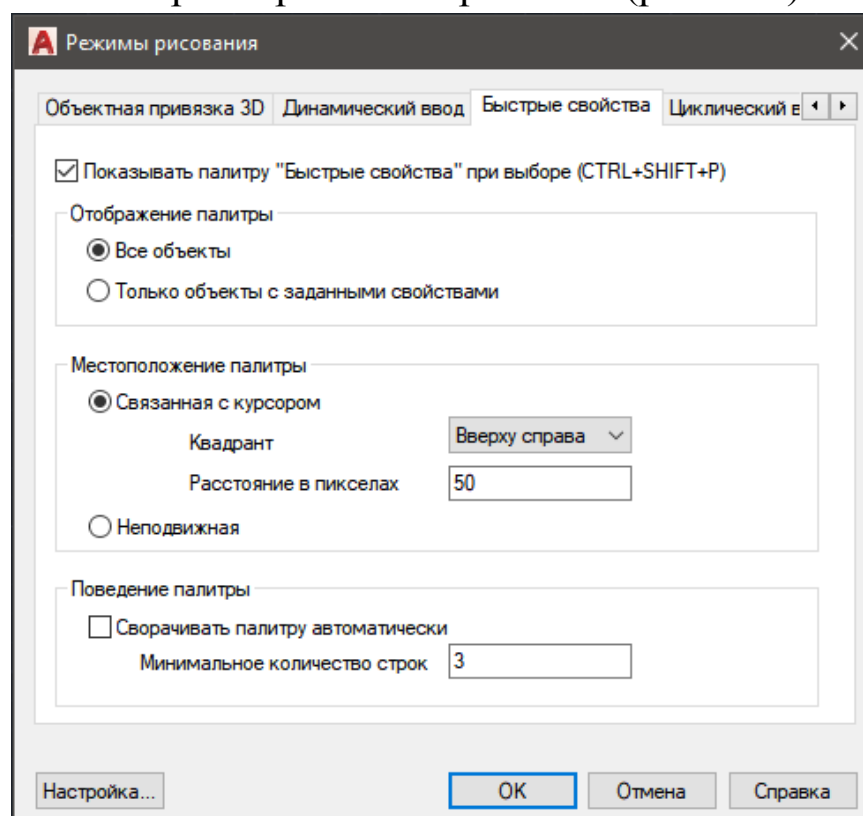 Режимы рисования
Объектная привязка 3D Динамический ввод Быстрые свойства Циклический в
Показывать палитру "Быстрые свойства" при выборе (CTRL+SHIFT+P)
Отображение палитры
Все объекты
Только объекты с заданными свойствами
Местоположение палитры
Связанная с курсором
Квадрант Вверху справа
Расстояние в пикселах 50
Неподвижная
Поведение палитры
Сворачивать палитру автоматически
Минимальное количество строк 3
Настройка... OK Отмена Справка